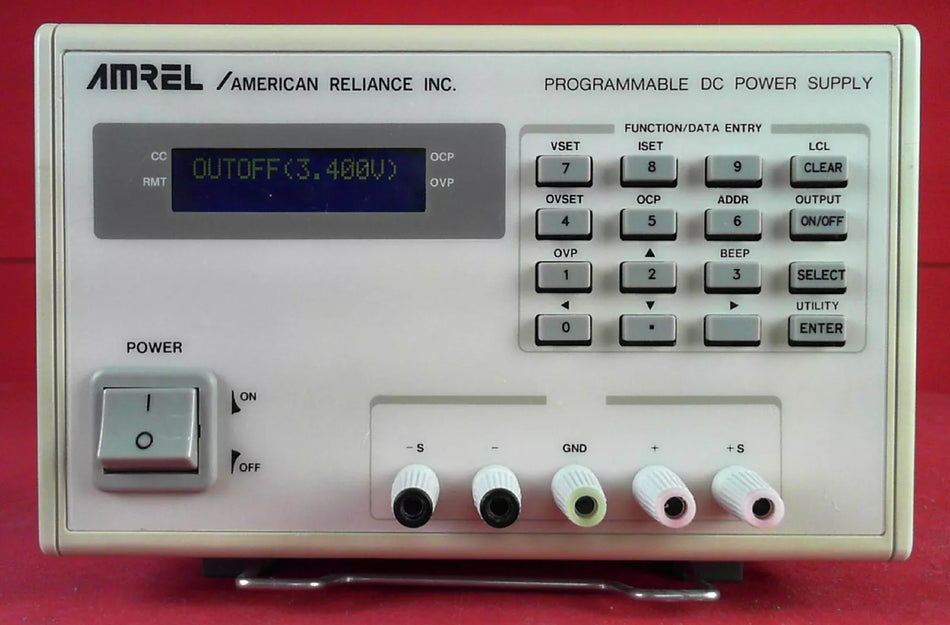 AMREL /AMERICAN RELIANCE INC.
PROGRAMMABLE DC POWER SUPPLY
CC
RMT
OUTOFF(3.400V)
OCP
OVP
FUNCTION/DATA ENTRY
VSET ISET LCL
7 8 9 CLEAR
OVSET OCP ADDR OUTPUT
4 5 6 ON/OFF
OVP ▲ BEEP
1 2 3 SELECT
◄ ▼ ► UTILITY
0 . ENTER
POWER
I
O
ON
OFF
- S - GND + + S